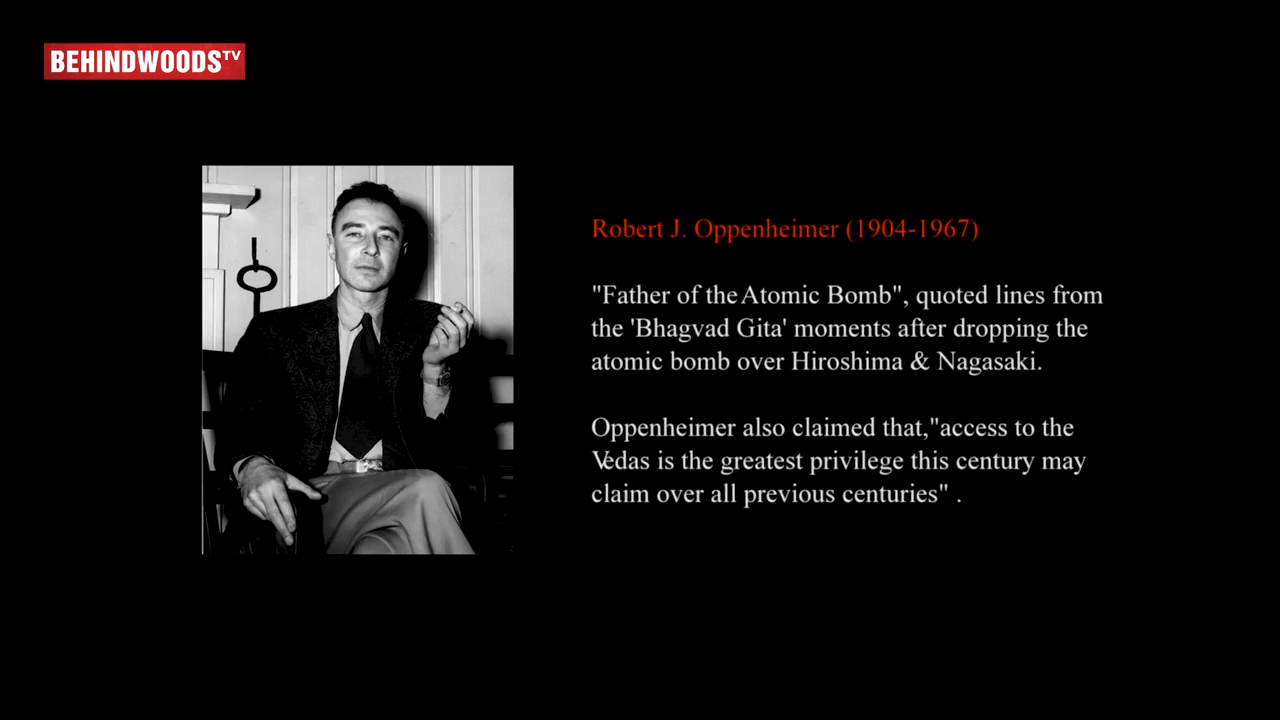 BEHINDWOODSTV
Robert J. Oppenheimer (1904-1967)
"Father of the Atomic Bomb", quoted lines from
the 'Bhagvad Gita' moments after dropping the
atomic bomb over Hiroshima & Nagasaki.
Oppenheimer also claimed that,"access to the
Vedas is the greatest privilege this century may
claim over all previous centuries" .